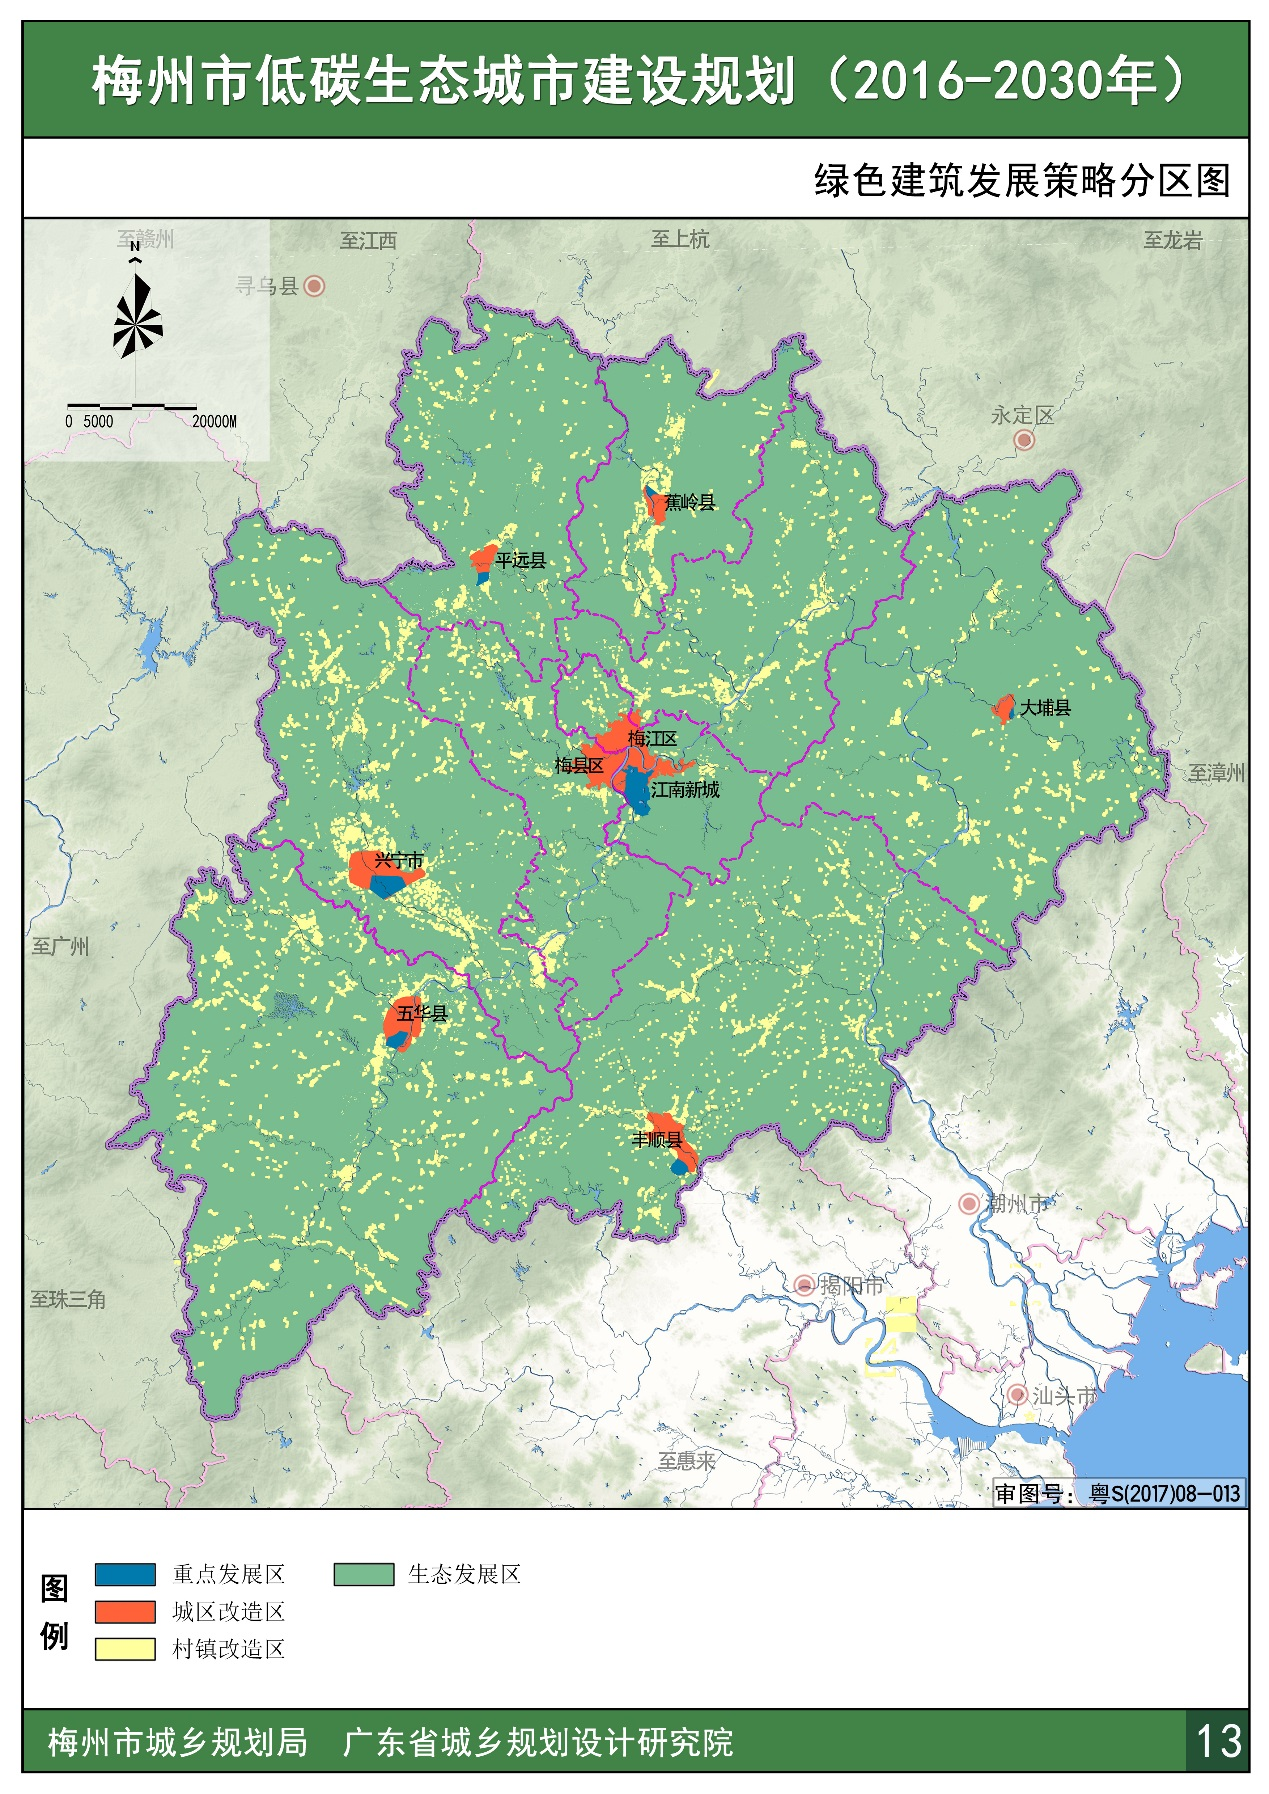 梅州市低碳生态城市建设规划（2016-2030年）
绿色建筑发展策略分区图
至赣州
至江西
至上杭
至龙岩
N
寻乌县
0 5000 20000M
永定区
蕉岭县
平远县
大埔县
梅江区
梅县区
至漳州
江南新城
兴宁市
至广州
五华县
丰顺县
潮州市
揭阳市
至珠三角
汕头市
至惠来
审图号：粤S(2017)08-013
图例
重点发展区
生态发展区
城区改造区
村镇改造区
梅州市城乡规划局 广东省城乡规划设计研究院
13